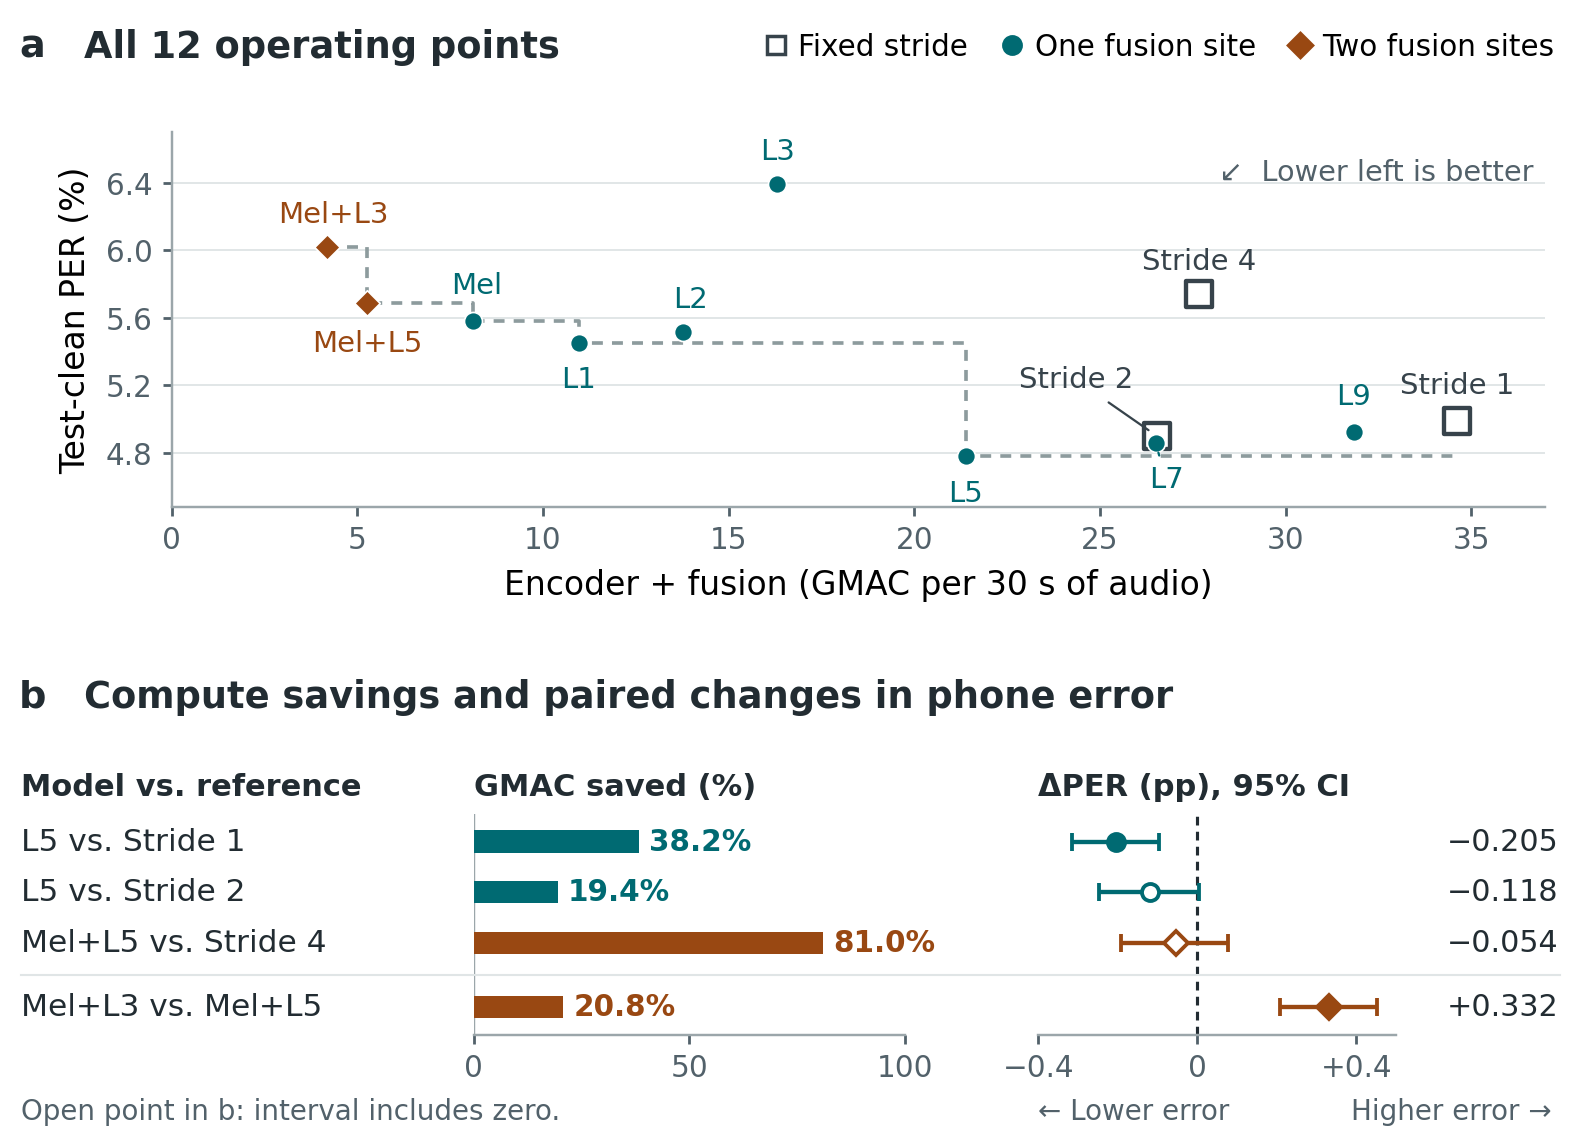 a All 12 operating points
Fixed stride One fusion site Two fusion sites
L3
↙ Lower left is better
6.4
Mel+L3
6.0
Stride 4
Mel
L2
5.6
Mel+L5
L1
Stride 2
5.2
L9
Stride 1
4.8
L7
L5
Test-clean PER (%)
0 5 10 15 20 25 30 35
Encoder + fusion (GMAC per 30 s of audio)
b Compute savings and paired changes in phone error
Model vs. reference GMAC saved (%) ΔPER (pp), 95% CI
L5 vs. Stride 1 38.2% −0.205
L5 vs. Stride 2 19.4% −0.118
Mel+L5 vs. Stride 4 81.0% −0.054
Mel+L3 vs. Mel+L5 20.8% +0.332
0 50 100 −0.4 0 +0.4
Open point in b: interval includes zero. ← Lower error Higher error →